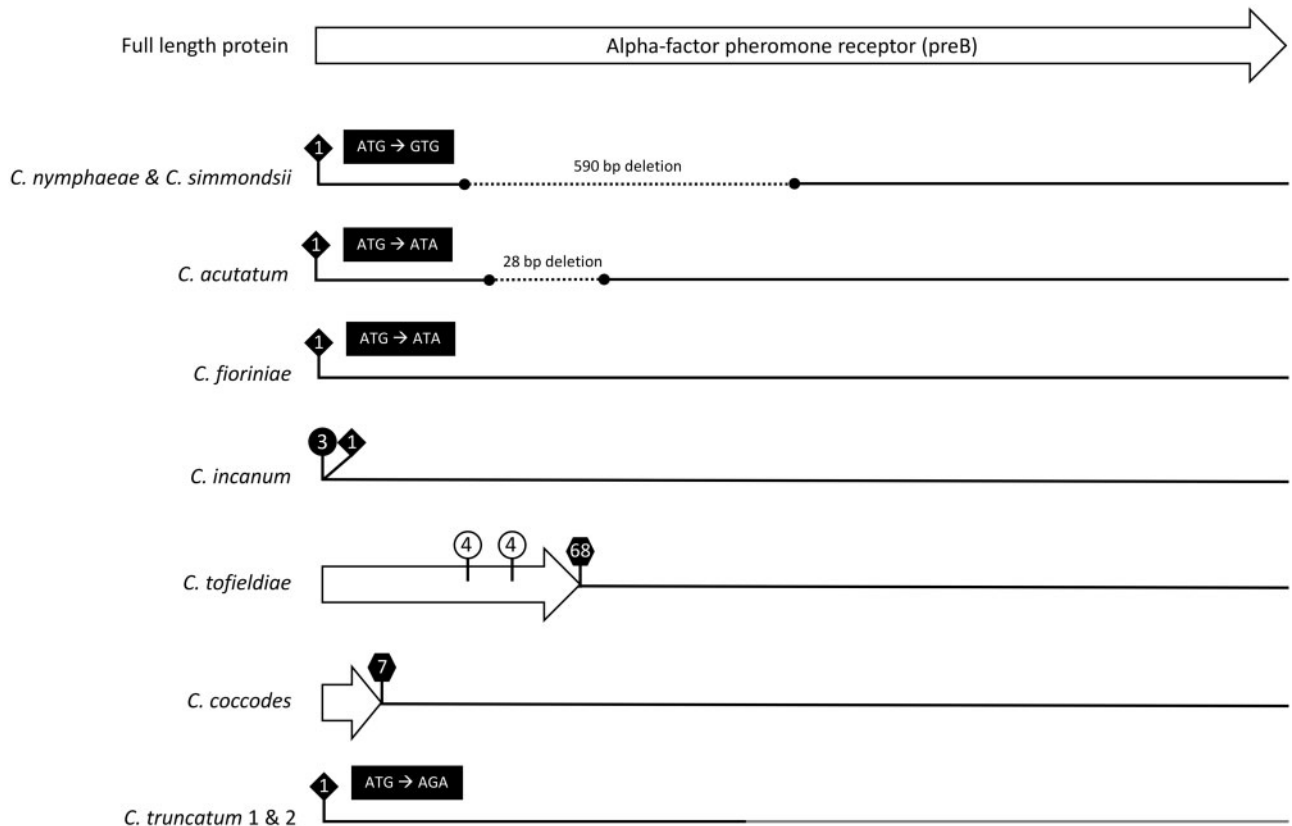 Full length protein
Alpha-factor pheromone receptor (preB)
1
ATG → GTG
590 bp deletion
C. nymphaeae & C. simmondsii
1
ATG → ATA
28 bp deletion
C. acutatum
1
ATG → ATA
C. fioriniae
3 1
C. incanum
4 4 68
C. tofieldiae
7
C. coccodes
1
ATG → AGA
C. truncatum 1 & 2